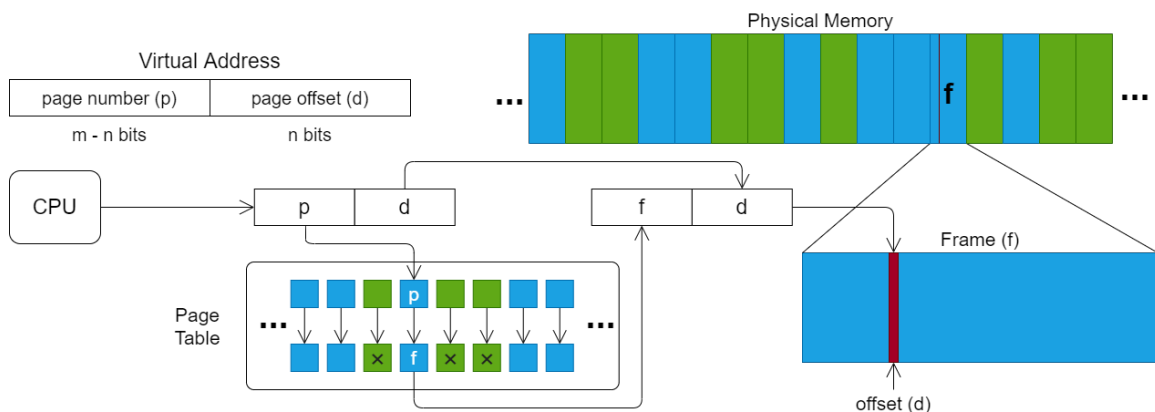 Physical Memory
Virtual Address
page number (p) page offset (d)
m - n bits n bits
... f ...
CPU
p d
f d
Frame (f)
Page
Table
... p ...
× f × ×
offset (d)